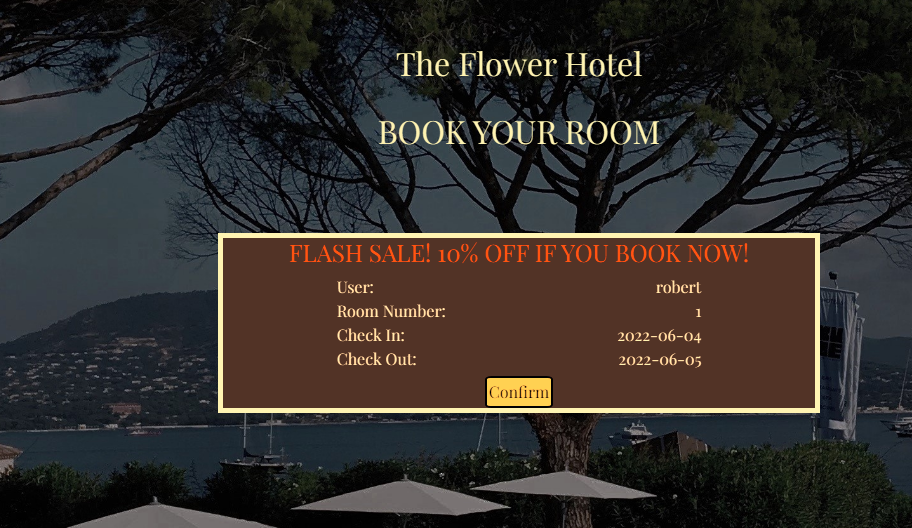 The Flower Hotel
BOOK YOUR ROOM
FLASH SALE! 10% OFF IF YOU BOOK NOW!
User: robert
Room Number: 1
Check In: 2022-06-04
Check Out: 2022-06-05
Confirm